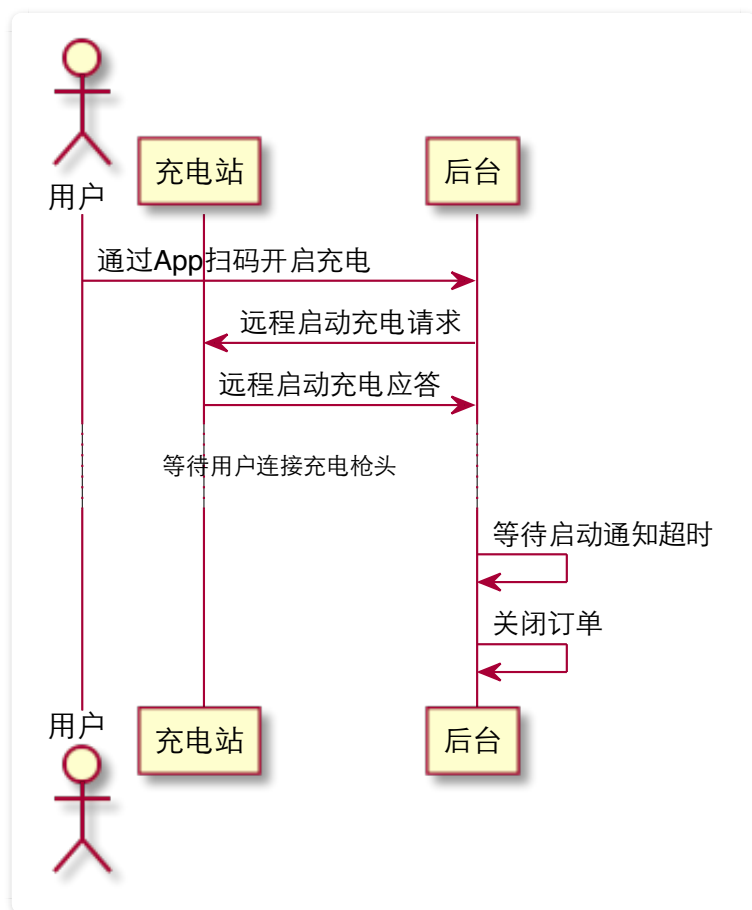 用户
充电站
后台
通过App扫码开启充电
远程启动充电请求
远程启动充电应答
等待用户连接充电枪头
等待启动通知超时
关闭订单
用户
充电站
后台